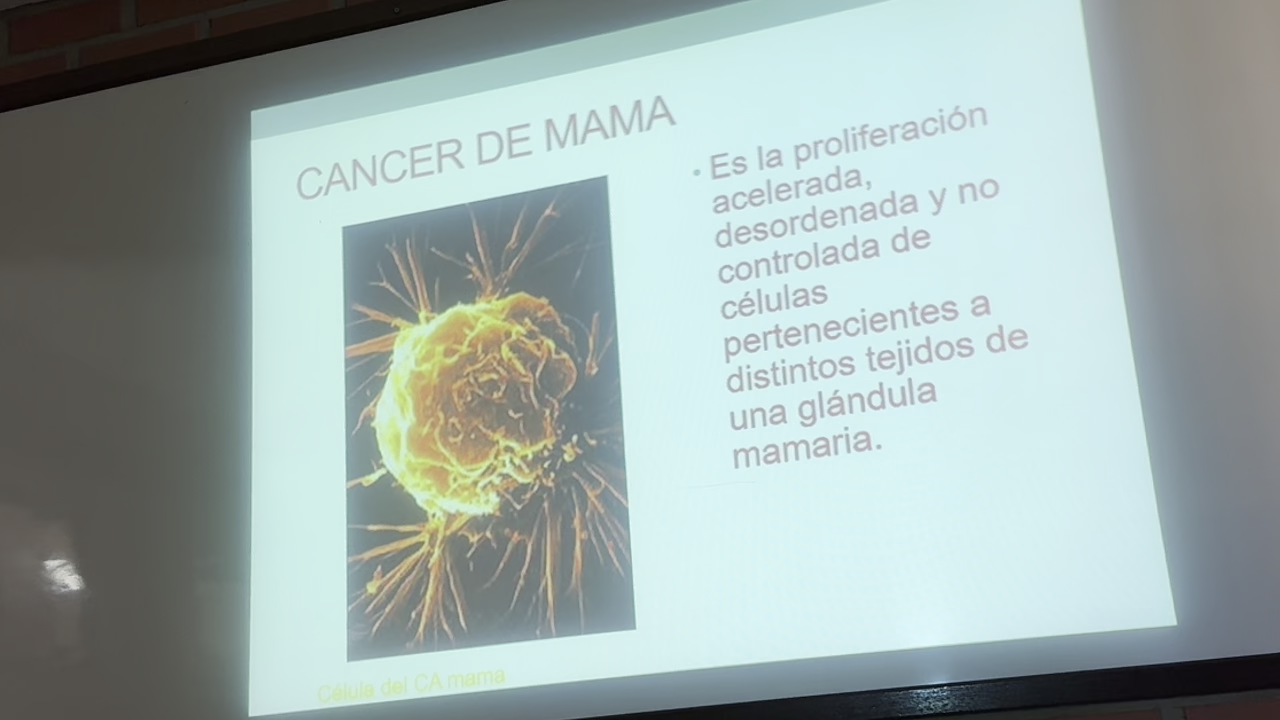 CANCER DE MAMA
• Es la proliferación
acelerada,
desordenada y no
controlada de
células
pertenecientes a
distintos tejidos de
una glándula
mamaria.
Célula del CA mama